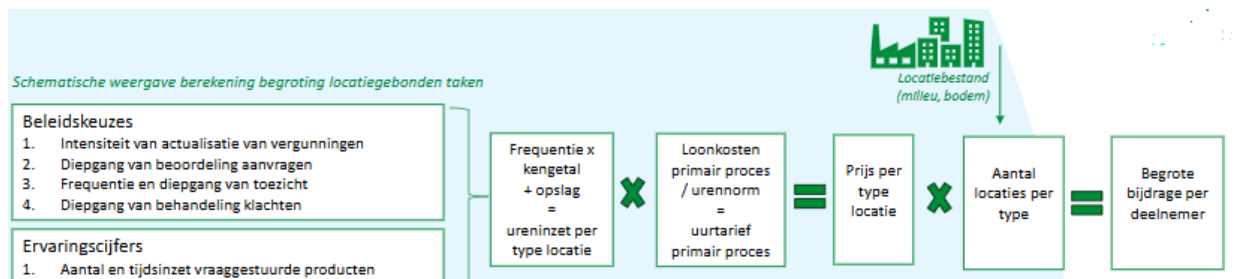 Locatiebestand
(milieu, bodem)
Schematische weergave berekening begroting locatiegebonden taken
Beleidskeuzes
1. Intensiteit van actualisatie van vergunningen
2. Diepgang van beoordeling aanvragen
3. Frequentie en diepgang van toezicht
4. Diepgang van behandeling klachten
Ervaringscijfers
1. Aantal en tijdsinzet vraaggestuurde producten
Frequentie x
kengetal
+ opslag
=
ureninzet per
type locatie
Loonkosten
primair proces
/ urennorm
=
uurtarief
primair proces
Prijs per
type
locatie
Aantal
locaties per
type
Begrote
bijdrage per
deelnemer